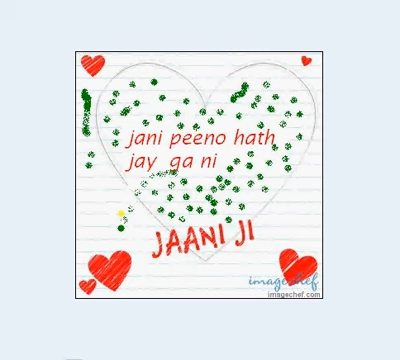 jani peeno hath
jay ga ni
JAANI JI
imagechef
imagechef.com